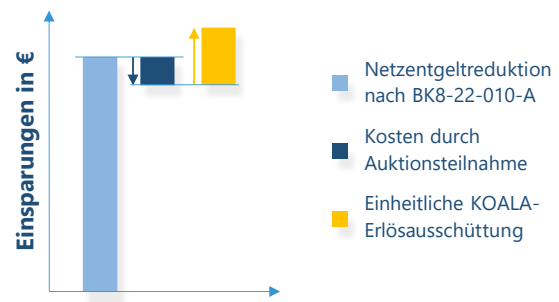 Einsparungen in €
Netzentgeltreduktion
nach BK8-22-010-A
Kosten durch
Auktionsteilnahme
Einheitliche KOALA-
Erlösausschüttung